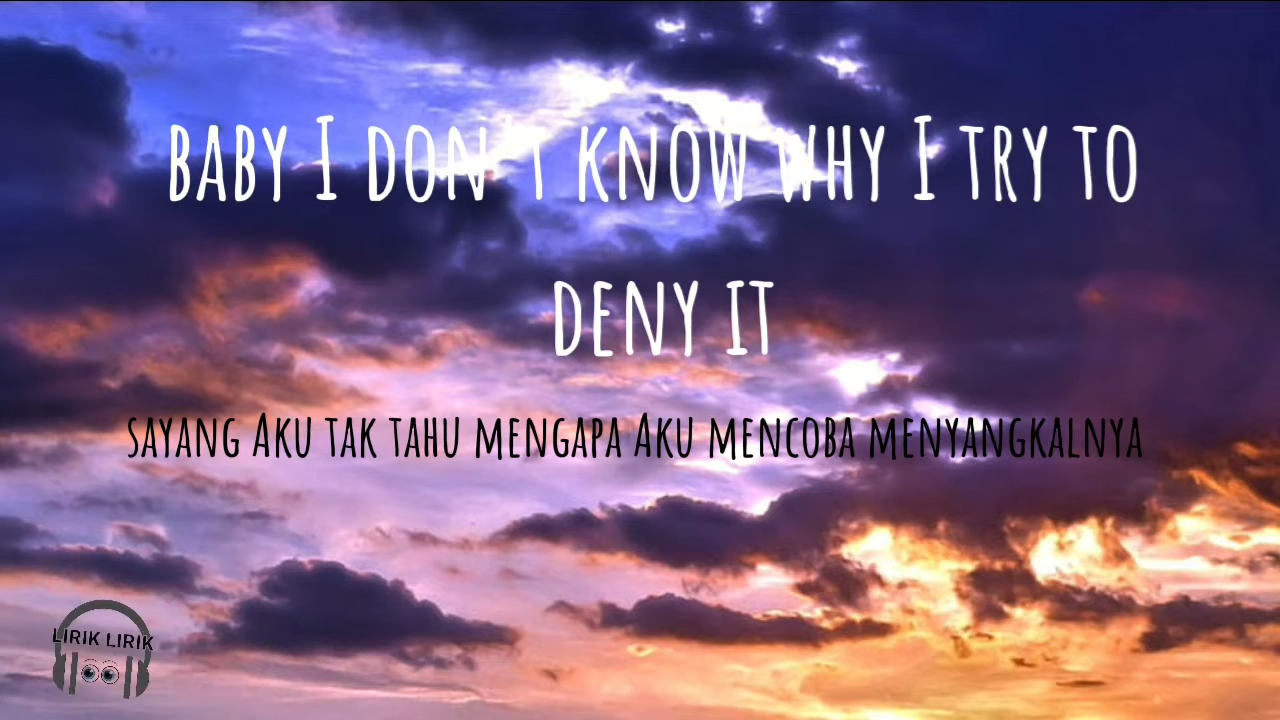 BABY I DON'T KNOW WHY I TRY TO
DENY IT
SAYANG AKU TAK TAHU MENGAPA AKU MENCOBA MENYANGKALNYA
LIRIK LIRIK